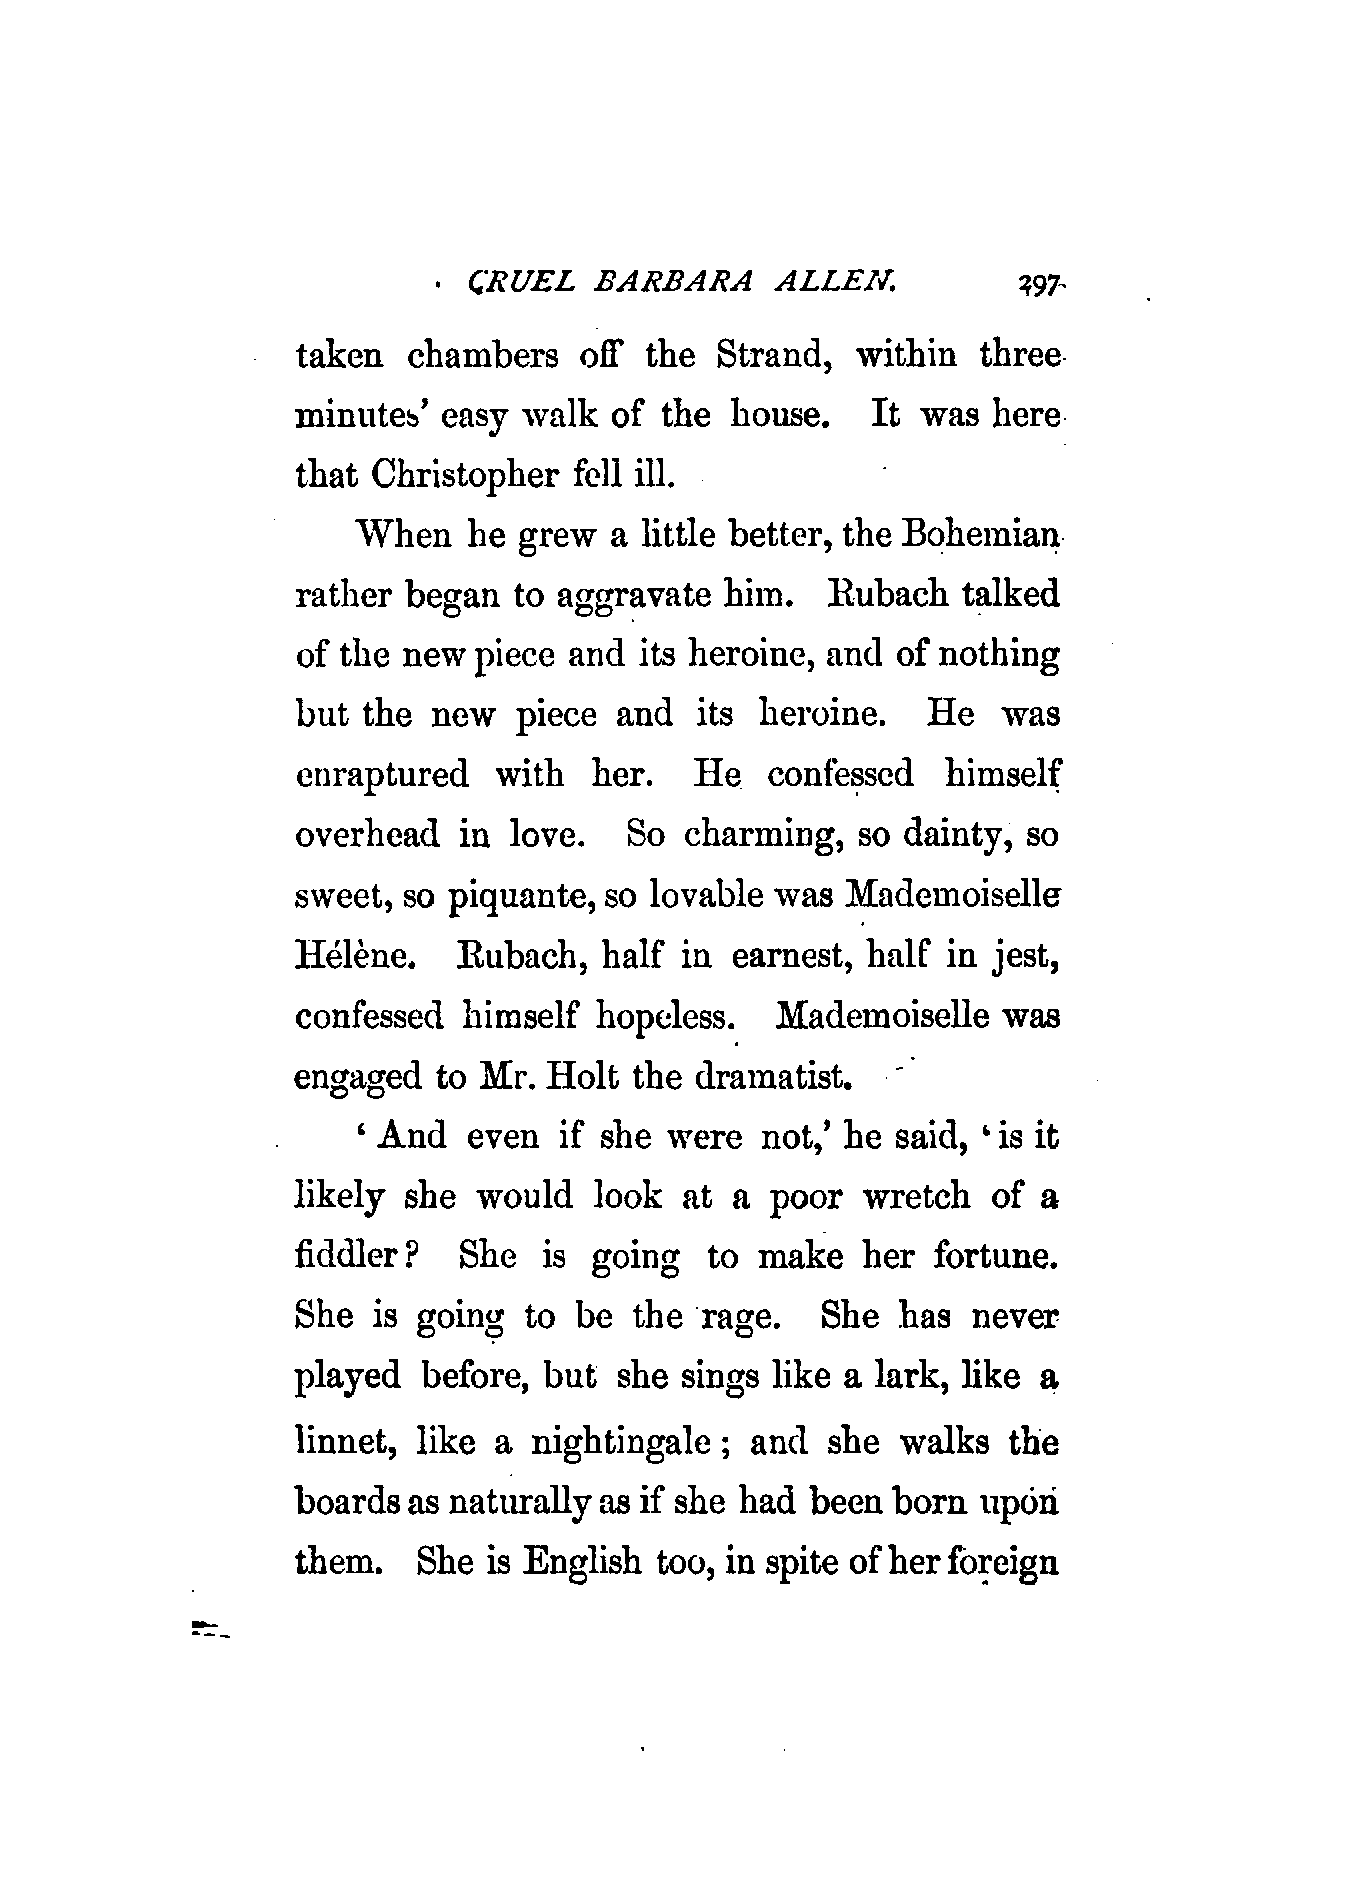 CRUEL BARBARA ALLEN. 297
taken chambers off the Strand, within three
minutes' easy walk of the house. It was here
that Christopher fell ill.
When he grew a little better, the Bohemian
rather began to aggravate him. Rubach talked
of the new piece and its heroine, and of nothing
but the new piece and its heroine. He was
enraptured with her. He confessed himself
overhead in love. So charming, so dainty, so
sweet, so piquante, so lovable was Mademoiselle
Hélène. Rubach, half in earnest, half in jest,
confessed himself hopeless. Mademoiselle was
engaged to Mr. Holt the dramatist.
‘And even if she were not,’ he said, ‘is it
likely she would look at a poor wretch of a
fiddler? She is going to make her fortune.
She is going to be the rage. She has never
played before, but she sings like a lark, like a
linnet, like a nightingale; and she walks the
boards as naturally as if she had been born upon
them. She is English too, in spite of her foreign